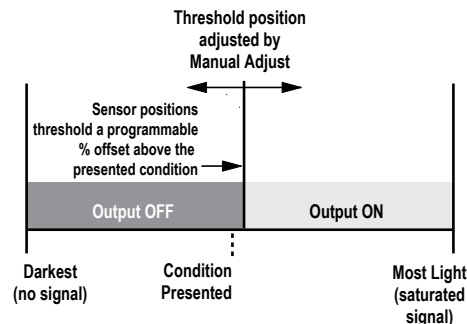 Threshold position
adjusted by
Manual Adjust
Sensor positions
threshold a programmable
% offset above the
presented condition
Output OFF
Output ON
Darkest
(no signal)
Condition
Presented
Most Light
(saturated
signal)